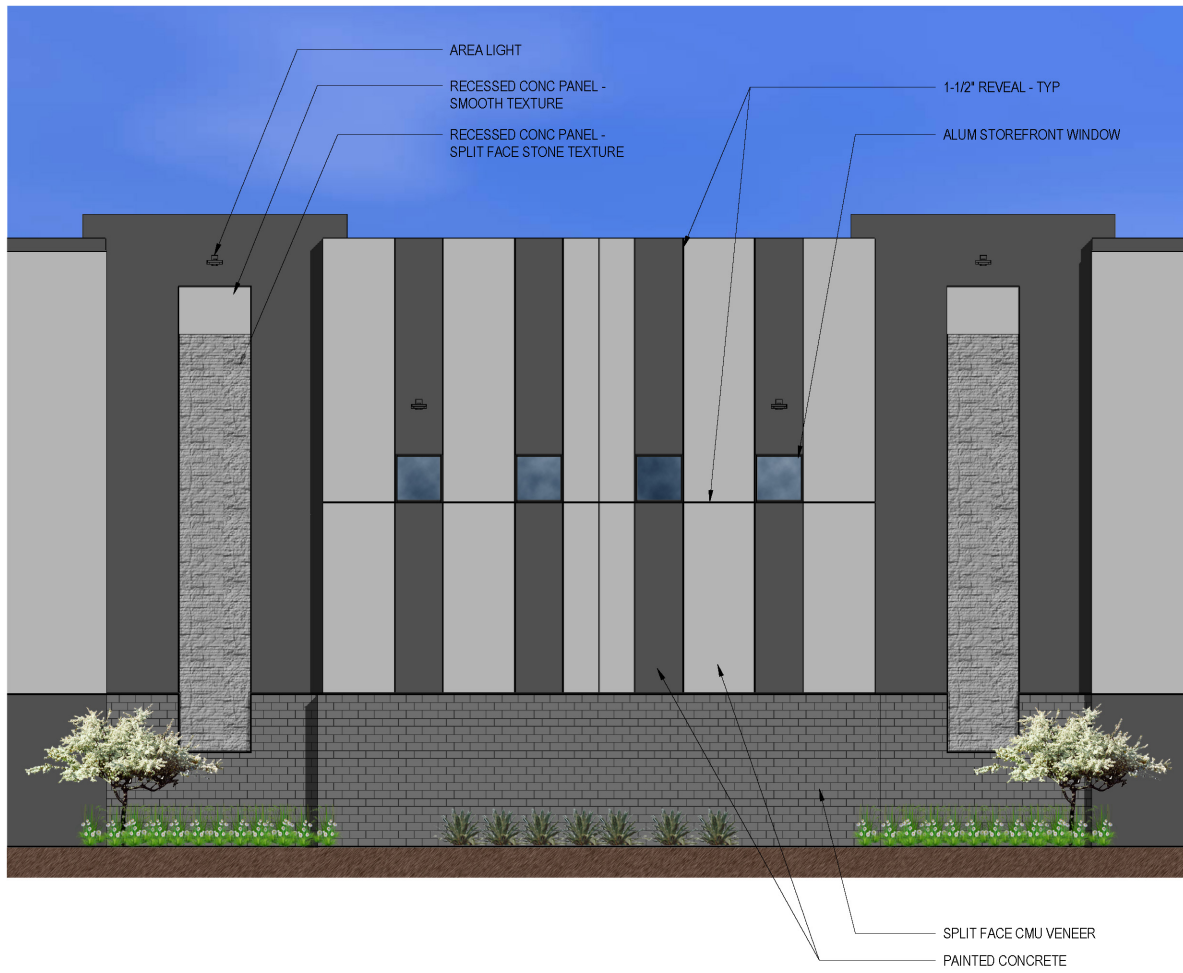 AREA LIGHT
RECESSED CONC PANEL -
SMOOTH TEXTURE
RECESSED CONC PANEL -
SPLIT FACE STONE TEXTURE
1-1/2" REVEAL - TYP
ALUM STOREFRONT WINDOW
SPLIT FACE CMU VENEER
PAINTED CONCRETE